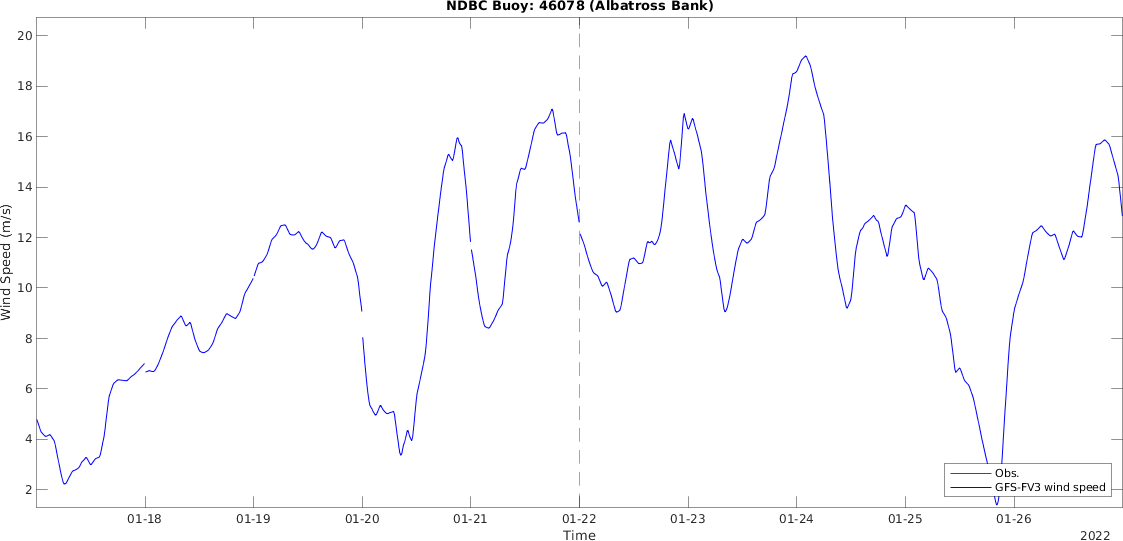 NDBC Buoy: 46078 (Albatross Bank)
Wind Speed (m/s)
20
18
16
14
12
10
8
6
4
2
Obs.
GFS-FV3 wind speed
01-18 01-19 01-20 01-21 01-22 01-23 01-24 01-25 01-26
Time
2022